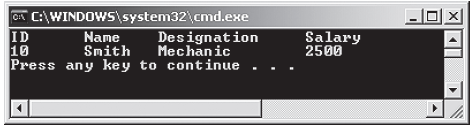 C:\WINDOWS\system32\cmd.exe
ID Name Designation Salary
10 Smith Mechanic 2500
Press any key to continue . . .